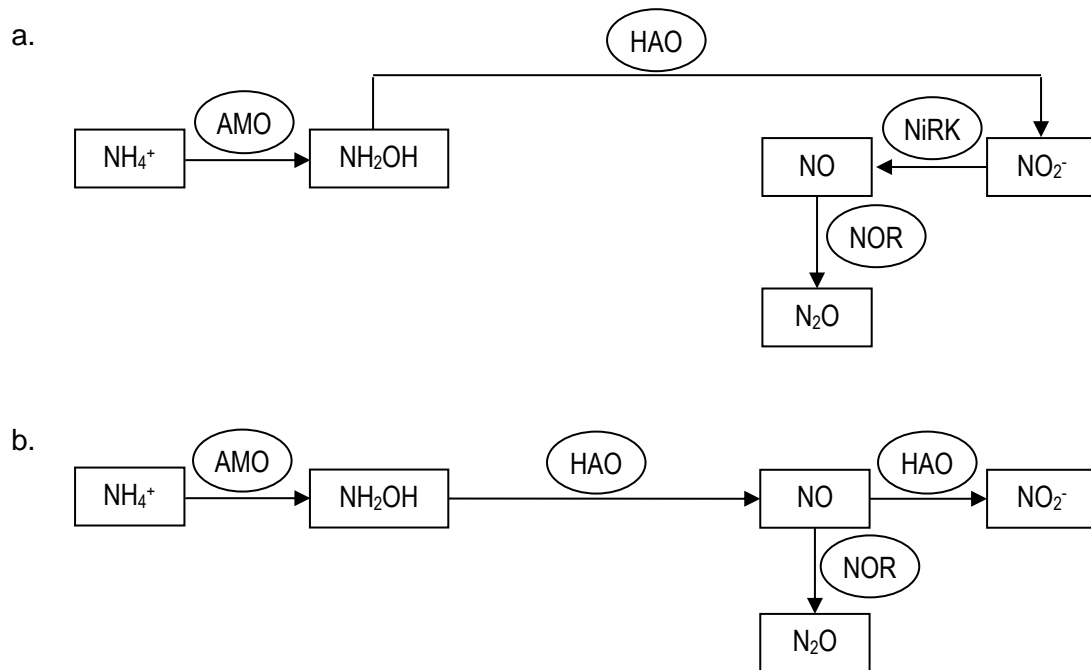 a.
HAO
AMO
NiRK
NH₄⁺
NH₂OH
NO
NO₂⁻
NOR
N₂O
b.
AMO
HAO
HAO
NH₄⁺
NH₂OH
NO
NO₂⁻
NOR
N₂O